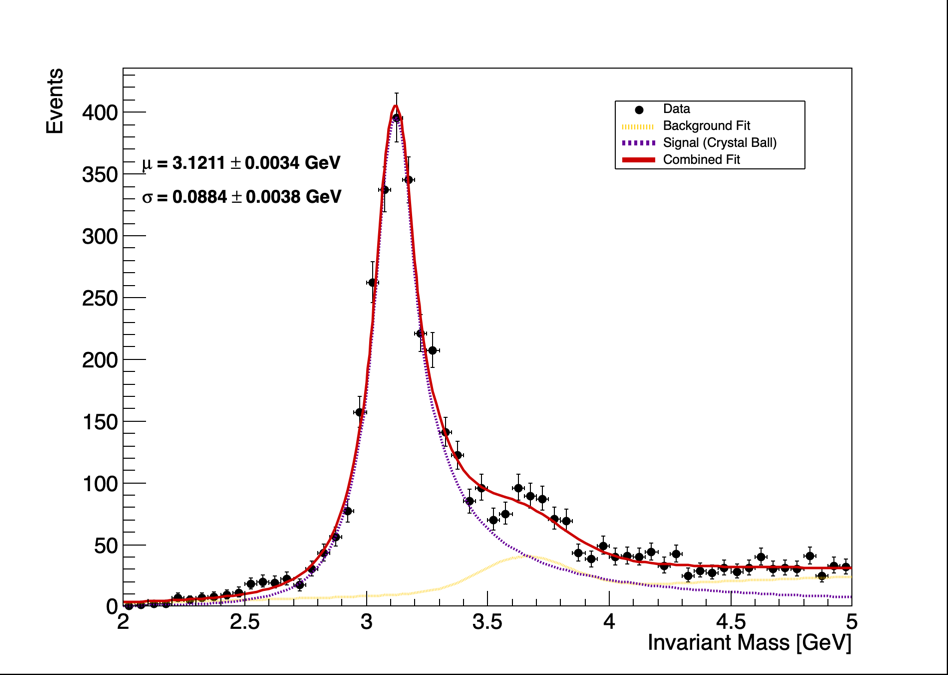 Events
400
350
300
250
200
150
100
50
0
μ = 3.1211 ± 0.0034 GeV
σ = 0.0884 ± 0.0038 GeV
Data
Background Fit
Signal (Crystal Ball)
Combined Fit
2 2.5 3 3.5 4 4.5 5
Invariant Mass [GeV]